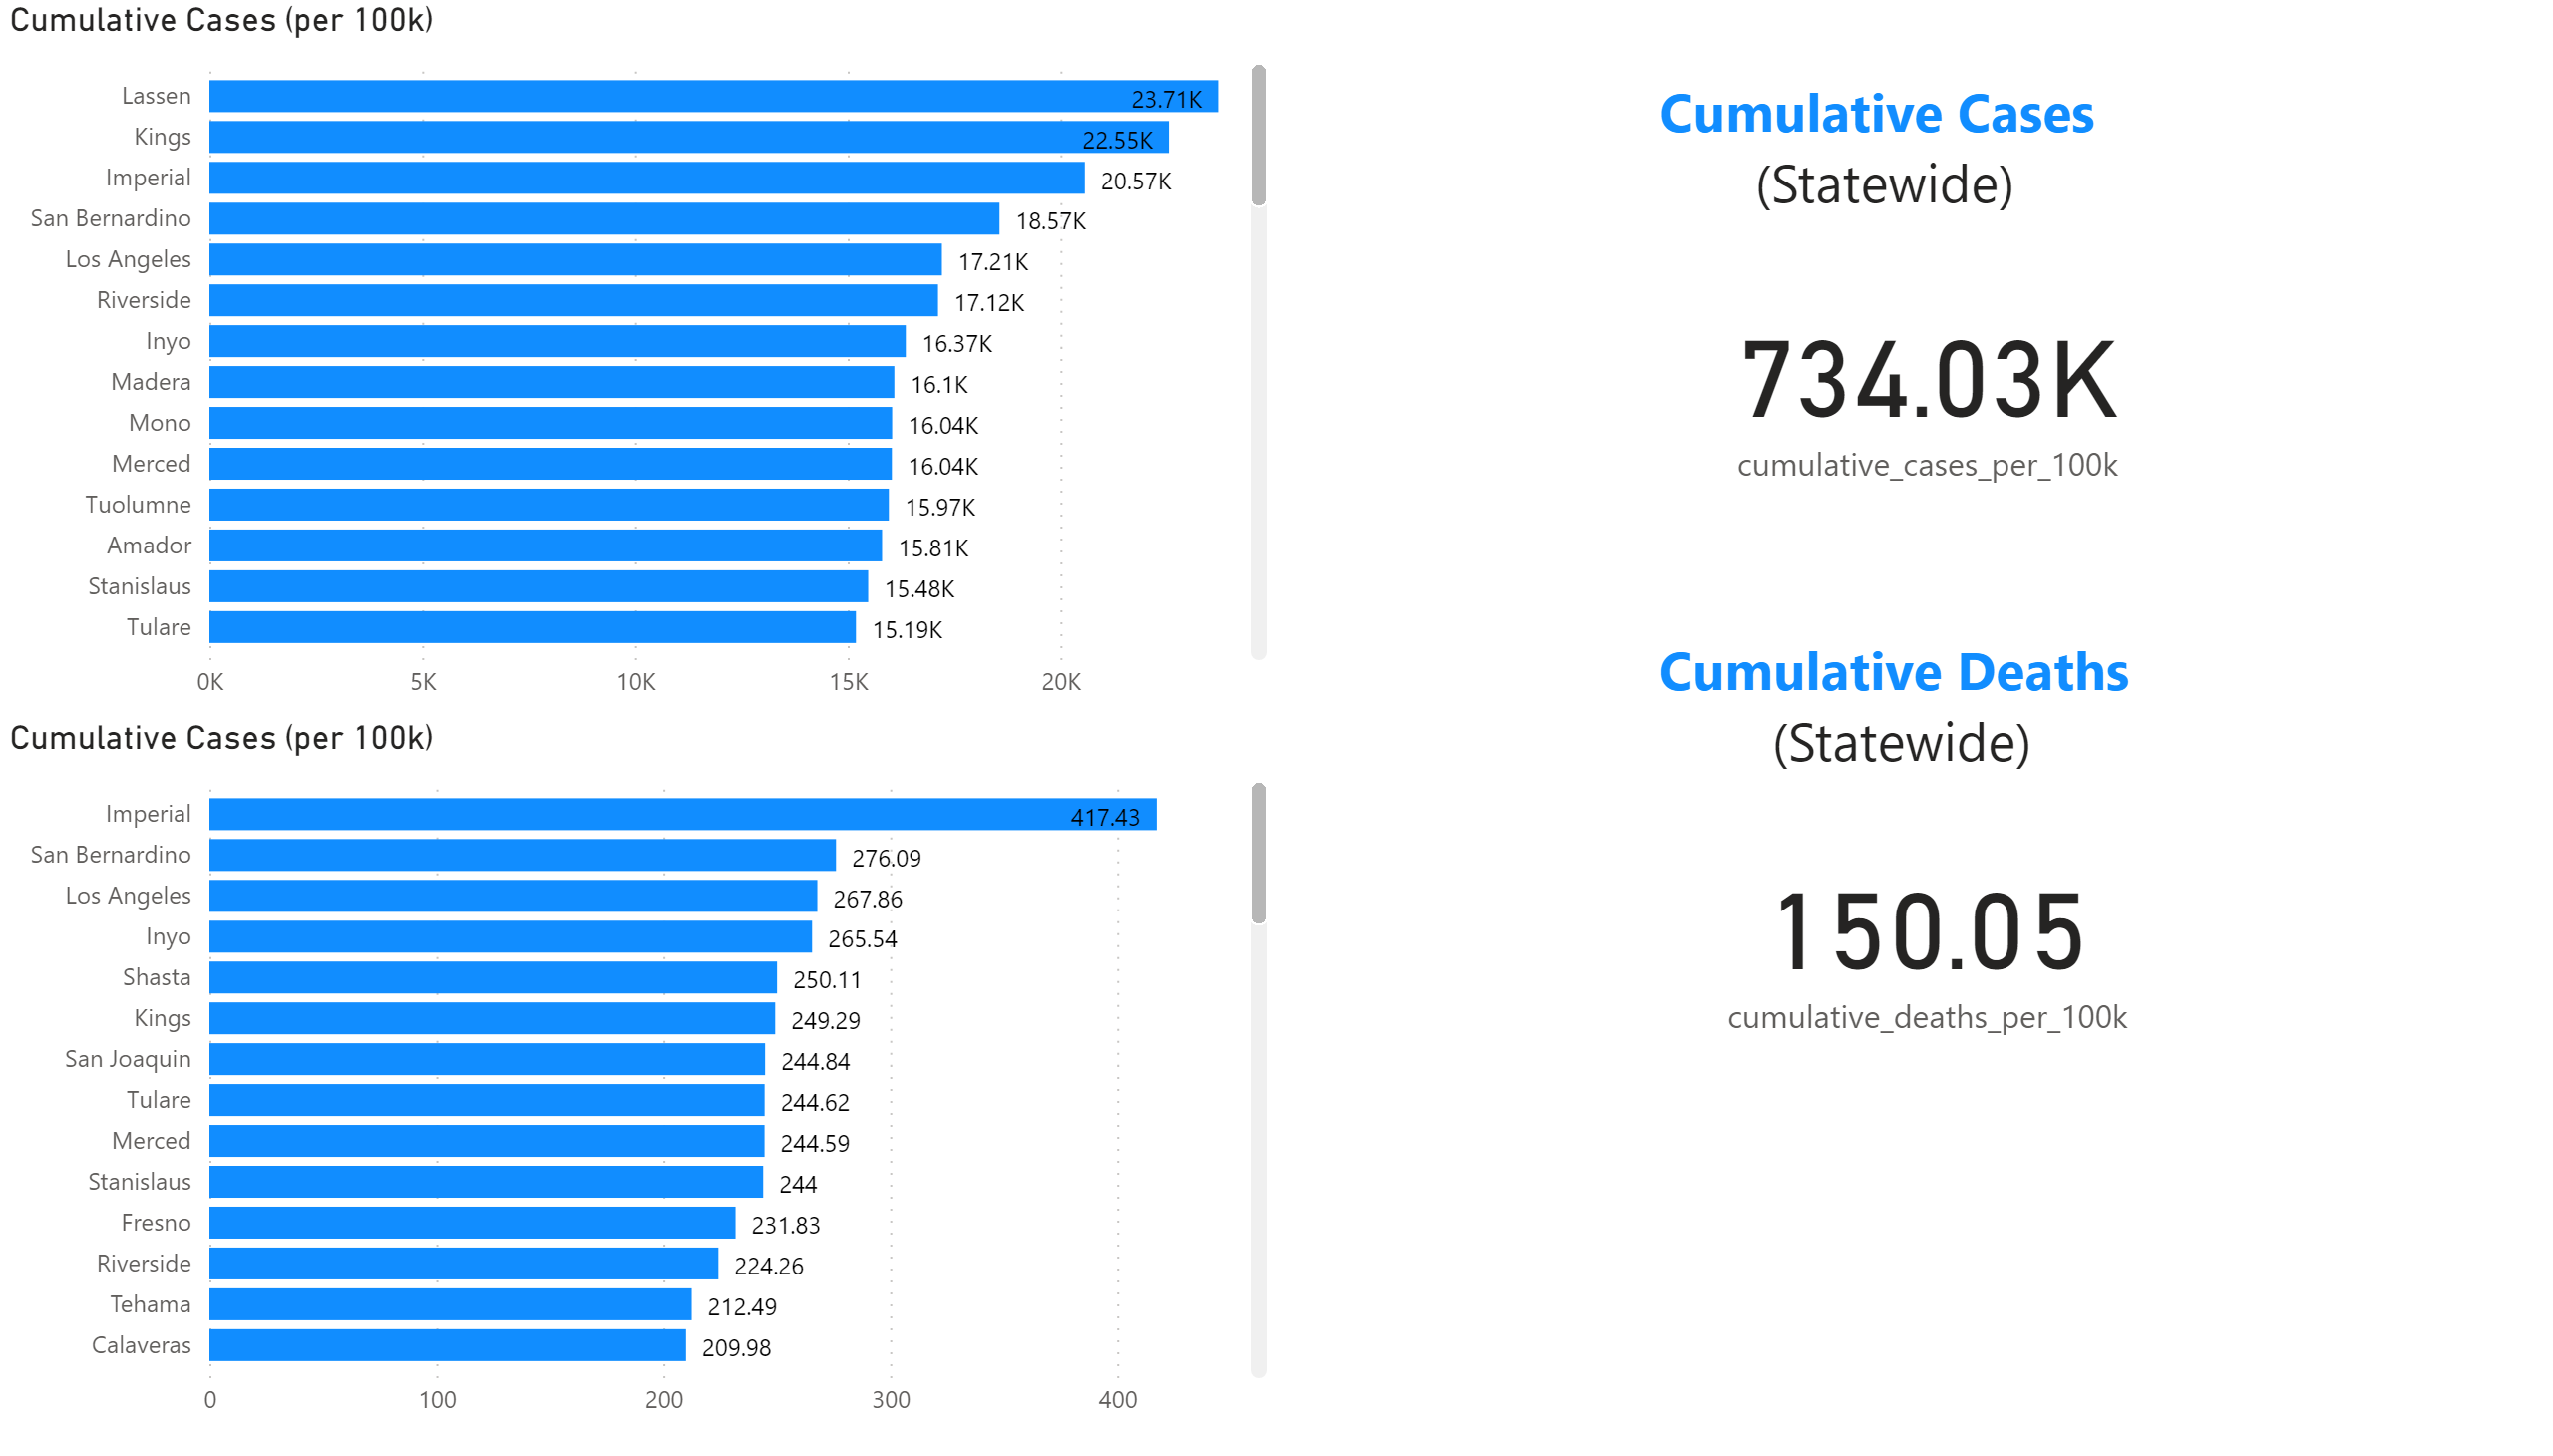 Cumulative Cases (per 100k)
Lassen 23.71K
Kings 22.55K
Imperial 20.57K
San Bernardino 18.57K
Los Angeles 17.21K
Riverside 17.12K
Inyo 16.37K
Madera 16.1K
Mono 16.04K
Merced 16.04K
Tuolumne 15.97K
Amador 15.81K
Stanislaus 15.48K
Tulare 15.19K
0K 5K 10K 15K 20K
Cumulative Cases (per 100k)
Imperial 417.43
San Bernardino 276.09
Los Angeles 267.86
Inyo 265.54
Shasta 250.11
Kings 249.29
San Joaquin 244.84
Tulare 244.62
Merced 244.59
Stanislaus 244
Fresno 231.83
Riverside 224.26
Tehama 212.49
Calaveras 209.98
0 100 200 300 400
Cumulative Cases
(Statewide)
734.03K
cumulative_cases_per_100k
Cumulative Deaths
(Statewide)
150.05
cumulative_deaths_per_100k